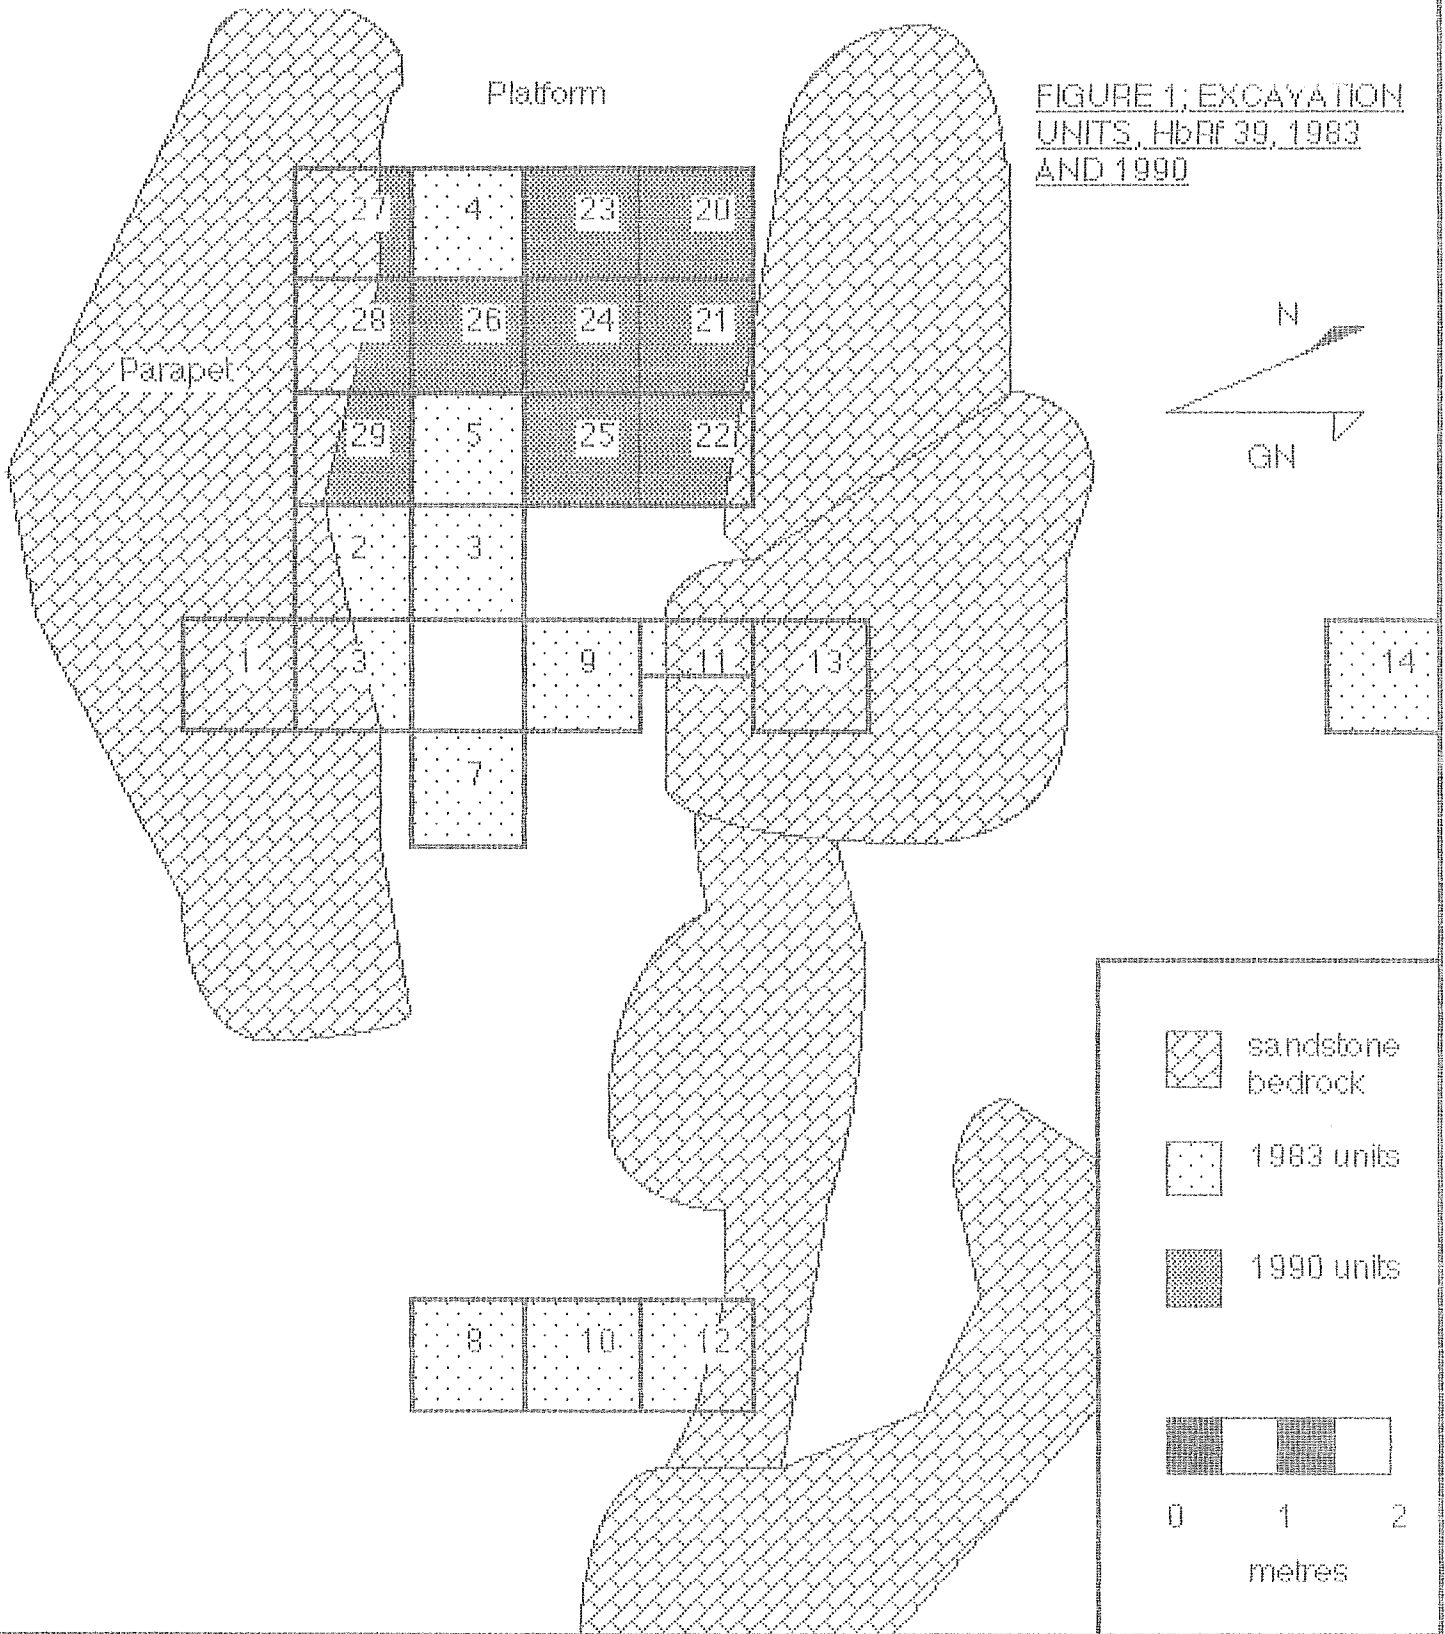 Platform
FIGURE 1; EXCAVATION
UNITS, HbRf 39, 1983
AND 1990
27 4 23 20
28 26 24 21
N
Parapet
29 5 25 22
GN
2 3
1 3 9 11 13 14
7
sandstone
bedrock
1983 units
1990 units
8 10 12
0 1 2
metres